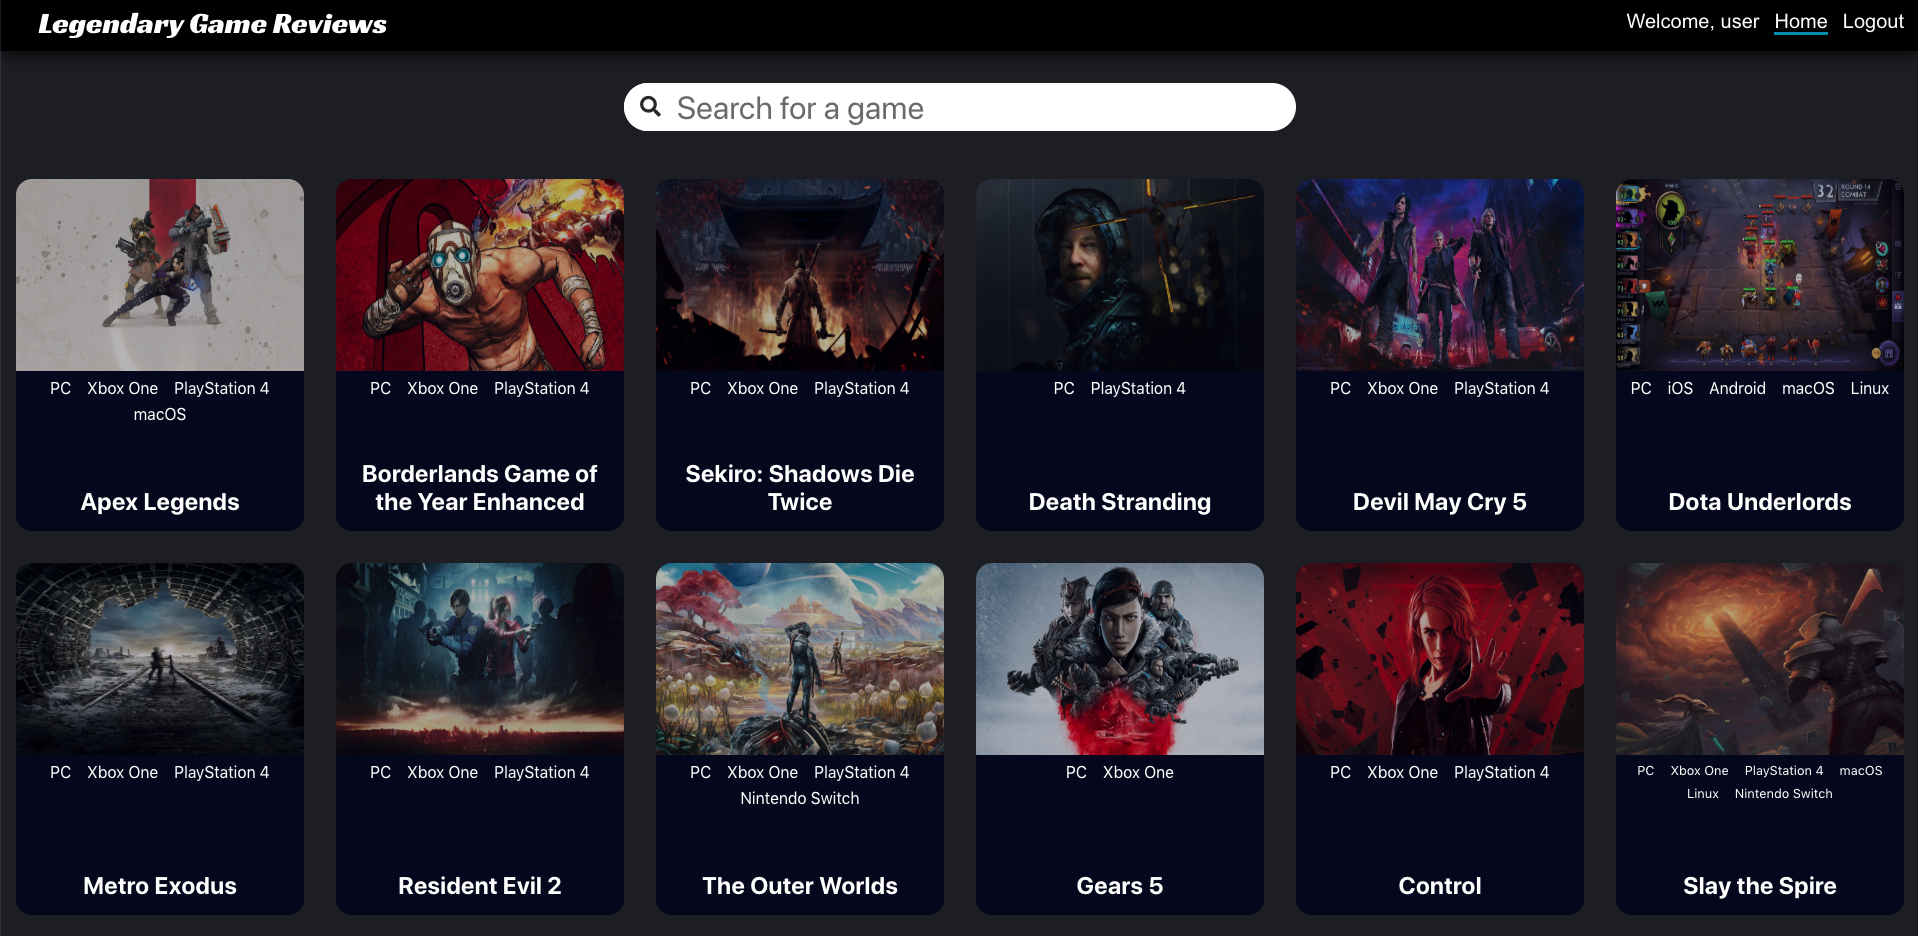 Legendary Game Reviews
Welcome, user Home Logout
Search for a game
PC Xbox One PlayStation 4
macOS
Apex Legends
PC Xbox One PlayStation 4
Borderlands Game of
the Year Enhanced
PC Xbox One PlayStation 4
Sekiro: Shadows Die
Twice
PC PlayStation 4
Death Stranding
PC Xbox One PlayStation 4
Devil May Cry 5
32
ROUND 14
COMBAT
PC iOS Android macOS Linux
Dota Underlords
PC Xbox One PlayStation 4
Metro Exodus
PC Xbox One PlayStation 4
Resident Evil 2
PC Xbox One PlayStation 4
Nintendo Switch
The Outer Worlds
PC Xbox One
Gears 5
PC Xbox One PlayStation 4
Control
PC Xbox One PlayStation 4 macOS
Linux Nintendo Switch
Slay the Spire